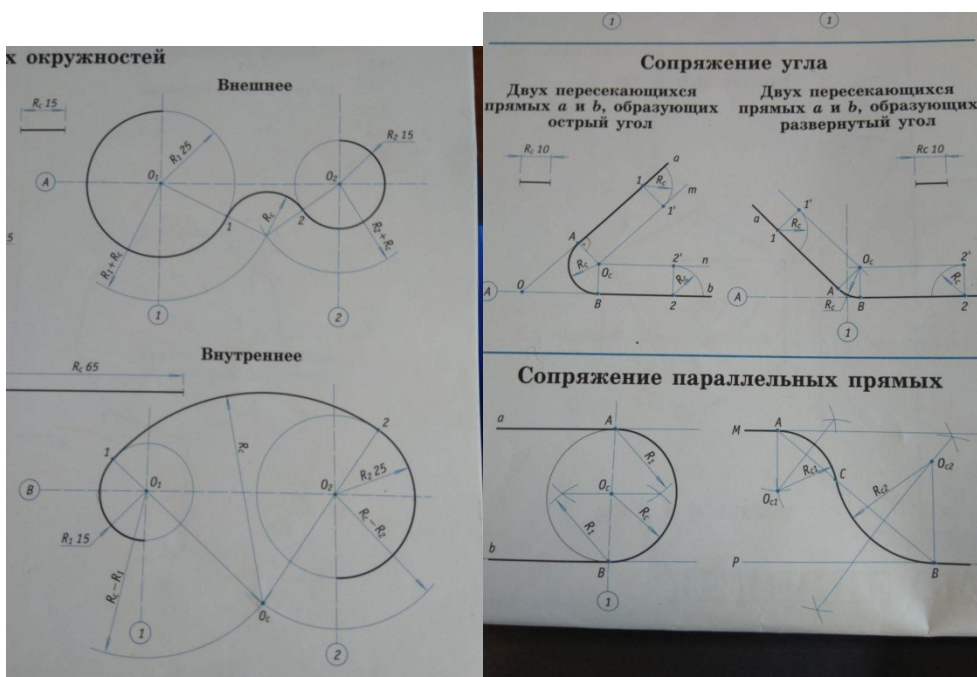 х окружностей
Внешнее
Rc 15
R₁ 25
R₂ 15
A
O₁
O₂
1
2
Rc
R₁+Rc
R₂+Rc
5
1
2
Внутреннее
Rc 65
1
2
Rc
B
O₁
O₂
R₂ 25
R₁ 15
Rc−R₂
Rc−R₁
Oc
1
2
1
1
Сопряжение угла
Двух пересекающихся
прямых a и b, образующих
острый угол
Rc 10
a
1
Rc
m
1'
A
Rc
Oc
2'
n
Rc
A
O
B
2
b
Двух пересекающихся
прямых a и b, образующих
развернутый угол
Rc 10
1'
a
1
Rc
Oc
2'
A
A
Rc
B
Rc
2
1
Сопряжение параллельных прямых
a
A
R₁
Oc
R₁
Rc
b
B
1
M
A
Rc1
C
Oc2
Oc1
Rc2
P
B